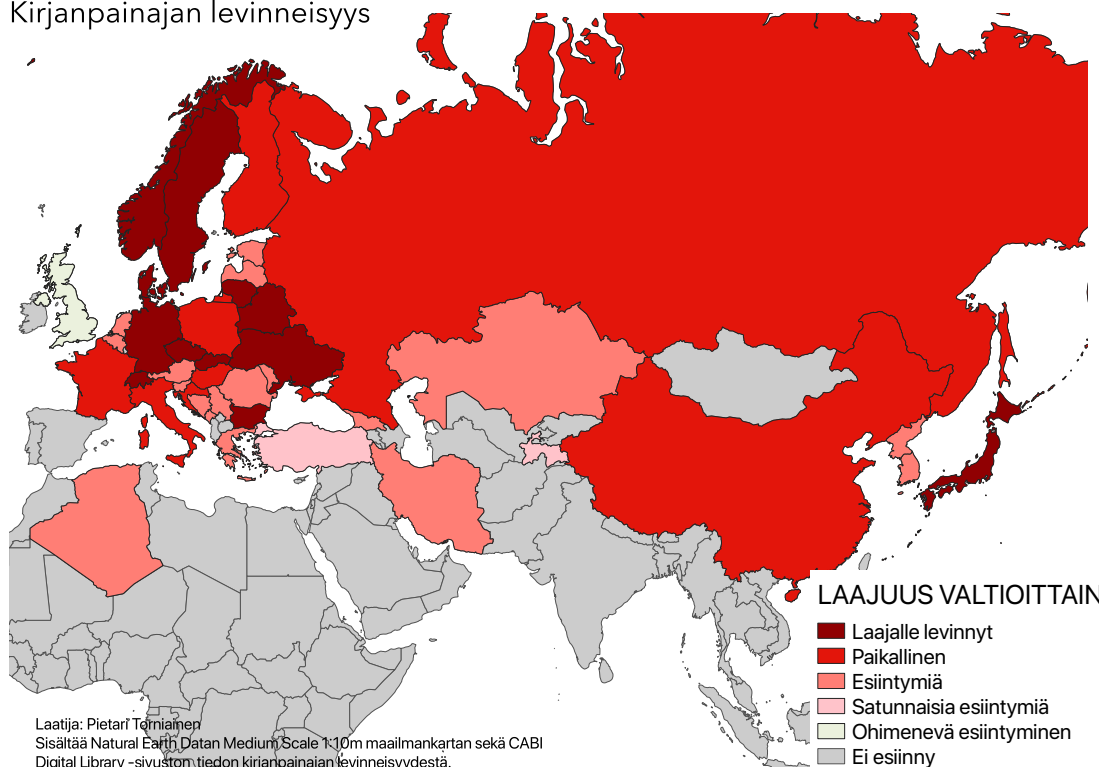 Kirjanpainajan levinneisyys
LAAJUUS VALTIOITTAIN
Laajalle levinnyt
Paikallinen
Esiintymiä
Satunnaisia esiintymiä
Ohimenevä esiintyminen
Ei esiinny
Laatija: Pietari Torniainen
Sisältää Natural Earth Datan Medium Scale 1:10m maailmankartan sekä CABI
Digital Library -sivuston tiedon kirjanpainajan levinneisyydestä.